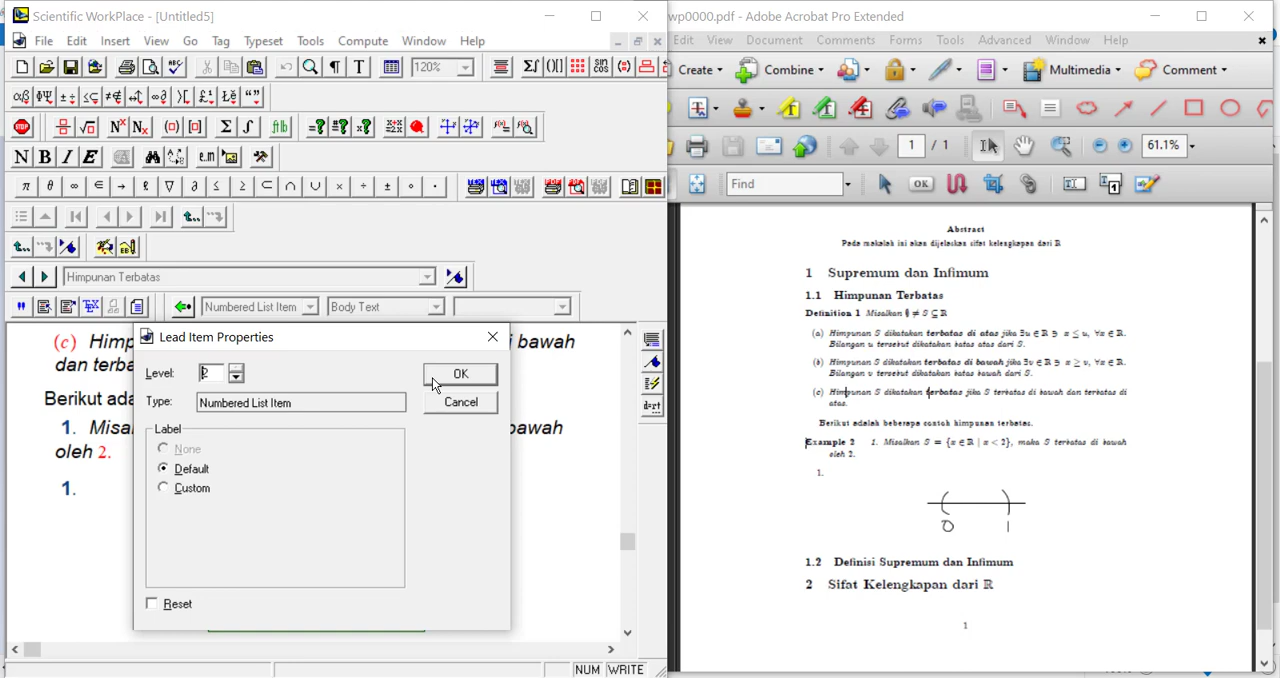 Scientific WorkPlace - [Untitled5]
File Edit Insert View Go Tag Typeset Tools Compute Window Help
120%
STOP
N B I E
Himpunan Terbatas
Numbered List Item Body Text
(c) Himp
i bawah
dan terba
Berikut ada
1. Misa
bawah
oleh 2.
1.
Lead Item Properties
Level: 2
OK
Type: Numbered List Item
Cancel
Label
None
Default
Custom
Reset
NUM WRITE
wp0000.pdf - Adobe Acrobat Pro Extended
Edit View Document Comments Forms Tools Advanced Window Help
Create Combine Multimedia Comment
1 / 1 61.1%
Find
Abstract
Pada makalah ini akan dijelaskan sifat kelengkapan dari ℝ
1 Supremum dan Infimum
1.1 Himpunan Terbatas
Definition 1 Misalkan ∅ ≠ S ⊆ ℝ
(a) Himpunan S dikatakan terbatas di atas jika ∃u ∈ ℝ ∋ x ≤ u, ∀x ∈ ℝ.
Bilangan u tersebut dikatakan batas atas dari S.
(b) Himpunan S dikatakan terbatas di bawah jika ∃v ∈ ℝ ∋ x ≥ v, ∀x ∈ ℝ.
Bilangan v tersebut dikatakan batas bawah dari S.
(c) Himpunan S dikatakan terbatas jika S terbatas di bawah dan terbatas di
atas.
Berikut adalah beberapa contoh himpunan terbatas.
Example 2 1. Misalkan S = {x ∈ ℝ | x < 2}, maka S terbatas di bawah
oleh 2.
1.
0 1
1.2 Definisi Supremum dan Infimum
2 Sifat Kelengkapan dari ℝ
1